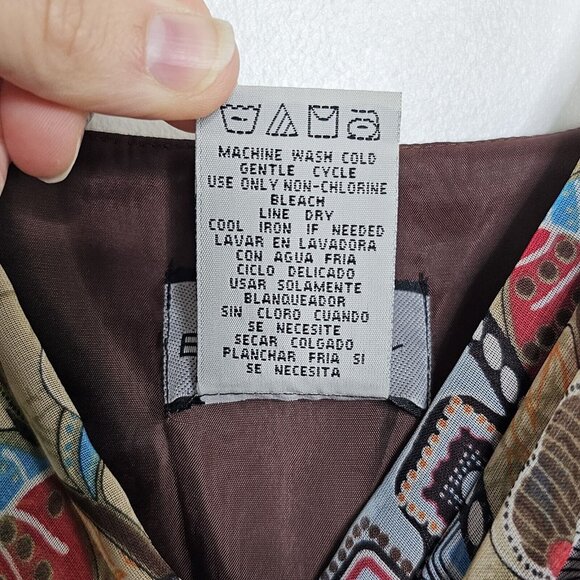 MACHINE WASH COLD
GENTLE CYCLE
USE ONLY NON-CHLORINE
BLEACH
LINE DRY
COOL IRON IF NEEDED
LAVAR EN LAVADORA
CON AGUA FRIA
CICLO DELICADO
USAR SOLAMENTE
BLANQUEADOR
SIN CLORO CUANDO
SE NECESITE
SECAR COLGADO
PLANCHAR FRIA SI
SE NECESITA